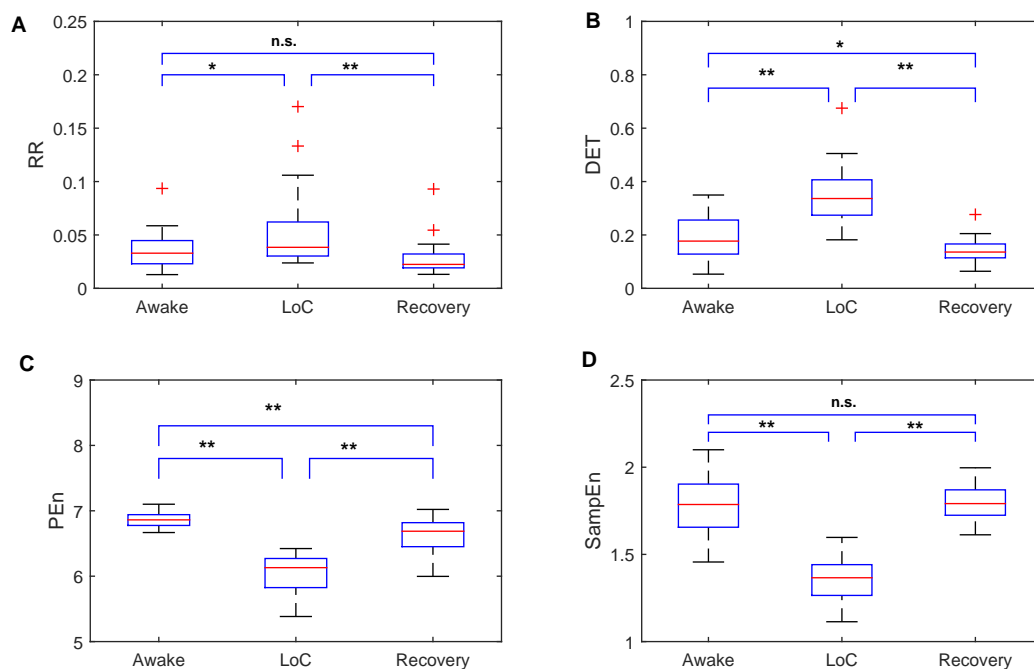 A
RR
0.25
0.2
0.15
0.1
0.05
0
n.s.
*
**
Awake LoC Recovery
B
DET
1
0.8
0.6
0.4
0.2
0
*
** **
Awake LoC Recovery
C
PEn
9
8
7
6
5
**
** **
Awake LoC Recovery
D
SampEn
2.5
2
1.5
1
n.s.
** **
Awake LoC Recovery